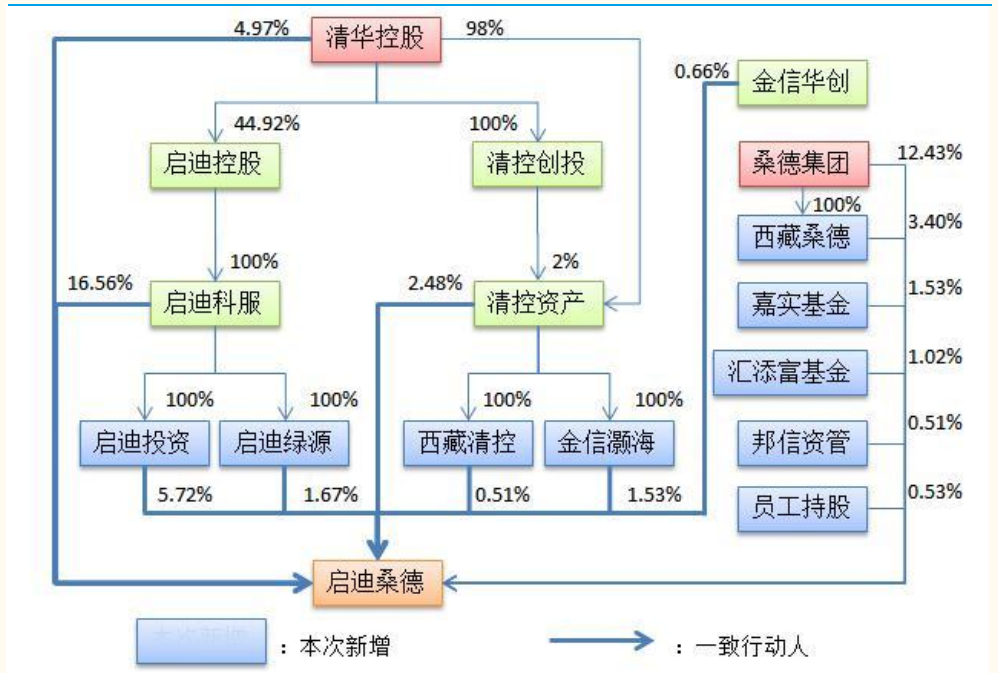 4.97%
清华控股
98%
0.66%
金信华创
44.92%
100%
启迪控股
清控创投
桑德集团
12.43%
100%
西藏桑德
3.40%
100%
2%
16.56%
启迪科服
2.48%
清控资产
嘉实基金
1.53%
汇添富基金
1.02%
100%
100%
100%
100%
启迪投资
启迪绿源
西藏清控
金信灏海
邦信资管
0.51%
5.72%
1.67%
0.51%
1.53%
员工持股
0.53%
启迪桑德
：本次新增
：一致行动人